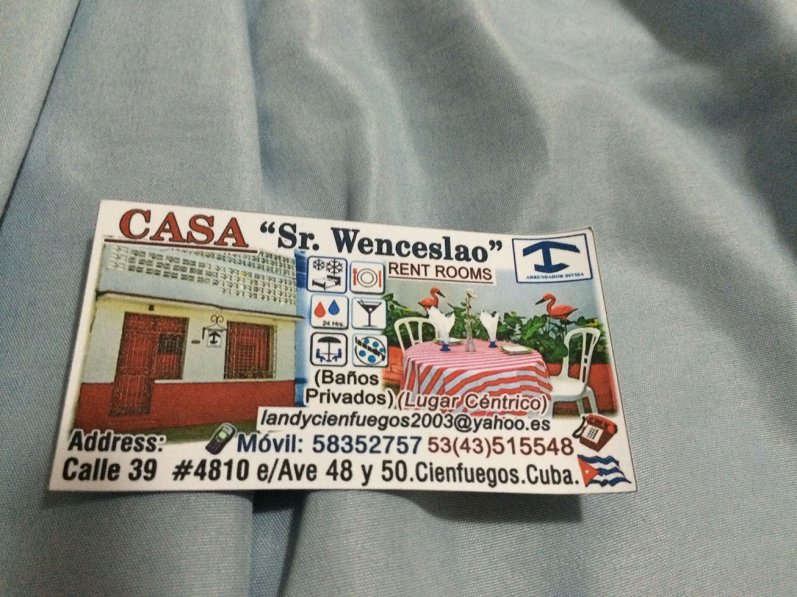 CASA "Sr. Wenceslao"
RENT ROOMS
ARRENDADOR DIVISA
24 Hrs.
(Baños
Privados)
(Lugar Céntrico)
landycienfuegos2003@yahoo.es
Address:
Móvil: 58352757 53(43)515548
Calle 39 #4810 e/Ave 48 y 50.Cienfuegos.Cuba.